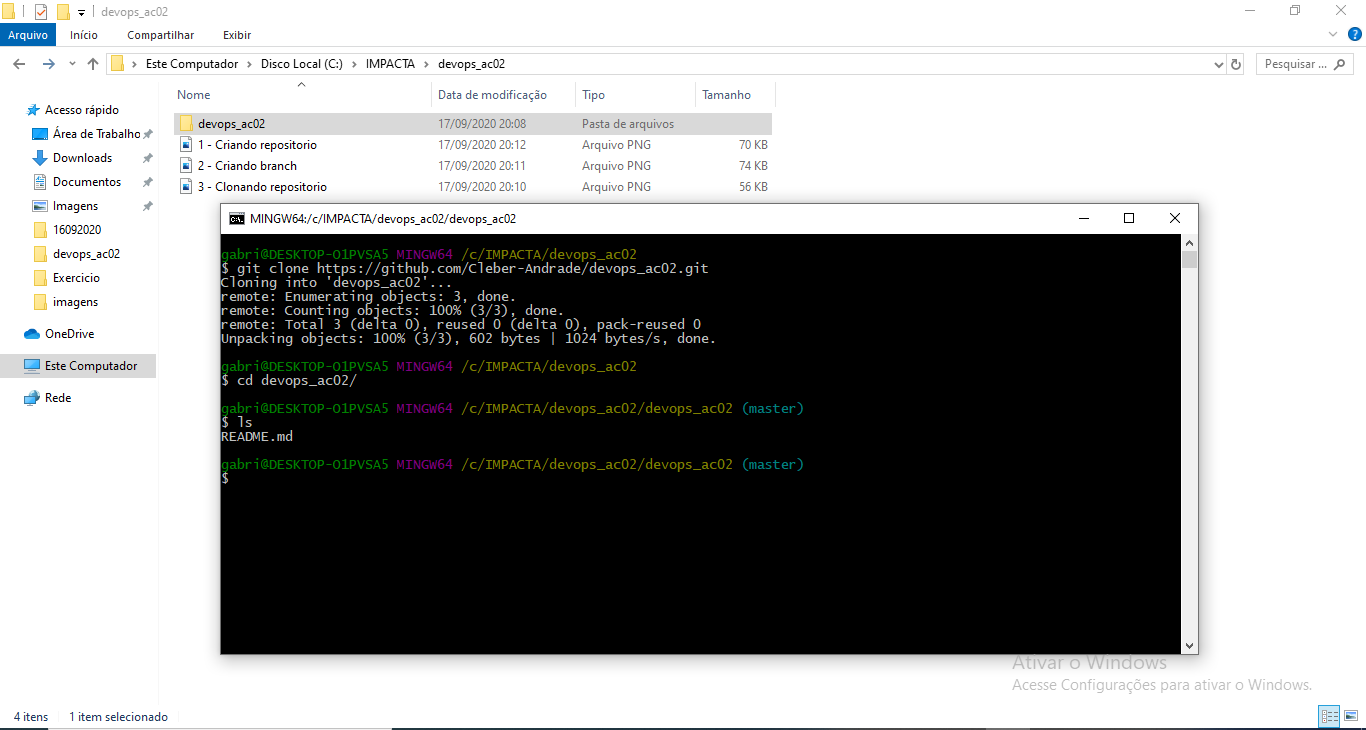 devops_ac02
Arquivo Início Compartilhar Exibir
Este Computador > Disco Local (C:) > IMPACTA > devops_ac02
Pesquisar ...
Acesso rápido
Área de Trabalho
Downloads
Documentos
Imagens
16092020
devops_ac02
Exercicio
imagens
OneDrive
Este Computador
Rede
Nome Data de modificação Tipo Tamanho
devops_ac02 17/09/2020 20:08 Pasta de arquivos
1 - Criando repositorio 17/09/2020 20:12 Arquivo PNG 70 KB
2 - Criando branch 17/09/2020 20:11 Arquivo PNG 74 KB
3 - Clonando repositorio 17/09/2020 20:10 Arquivo PNG 56 KB
MINGW64:/c/IMPACTA/devops_ac02/devops_ac02
gabri@DESKTOP-O1PVSA5 MINGW64 /c/IMPACTA/devops_ac02
$ git clone https://github.com/Cleber-Andrade/devops_ac02.git
Cloning into 'devops_ac02'...
remote: Enumerating objects: 3, done.
remote: Counting objects: 100% (3/3), done.
remote: Total 3 (delta 0), reused 0 (delta 0), pack-reused 0
Unpacking objects: 100% (3/3), 602 bytes | 1024 bytes/s, done.
gabri@DESKTOP-O1PVSA5 MINGW64 /c/IMPACTA/devops_ac02
$ cd devops_ac02/
gabri@DESKTOP-O1PVSA5 MINGW64 /c/IMPACTA/devops_ac02/devops_ac02 (master)
$ ls
README.md
gabri@DESKTOP-O1PVSA5 MINGW64 /c/IMPACTA/devops_ac02/devops_ac02 (master)
$
Ativar o Windows
Acesse Configurações para ativar o Windows.
4 itens 1 item selecionado